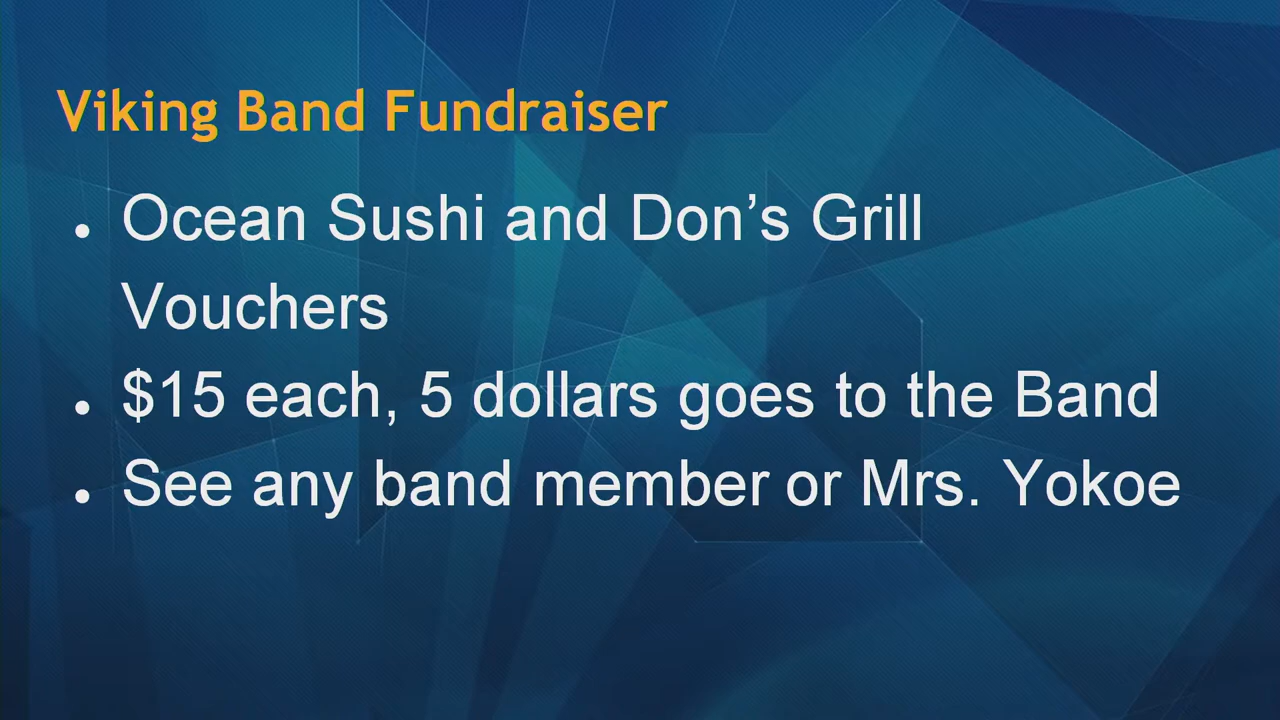 Viking Band Fundraiser
• Ocean Sushi and Don’s Grill
Vouchers
• $15 each, 5 dollars goes to the Band
• See any band member or Mrs. Yokoe